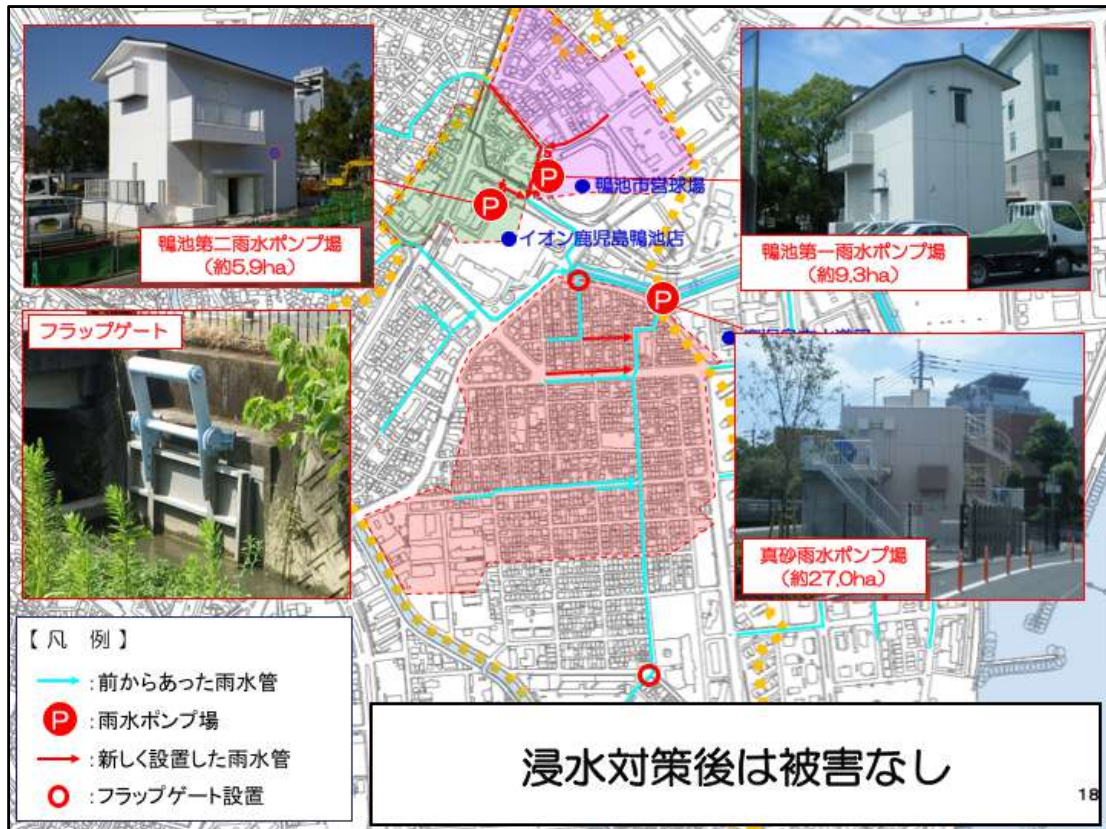 鴨池第二雨水ポンプ場
(約5.9ha)
鴨池第一雨水ポンプ場
(約9.3ha)
P
鴨池市営球場
P
イオン鹿児島鴨池店
P
フラップゲート
真砂雨水ポンプ場
(約27.0ha)
【凡 例】
:前からあった雨水管
P :雨水ポンプ場
:新しく設置した雨水管
:フラップゲート設置
浸水対策後は被害なし
18